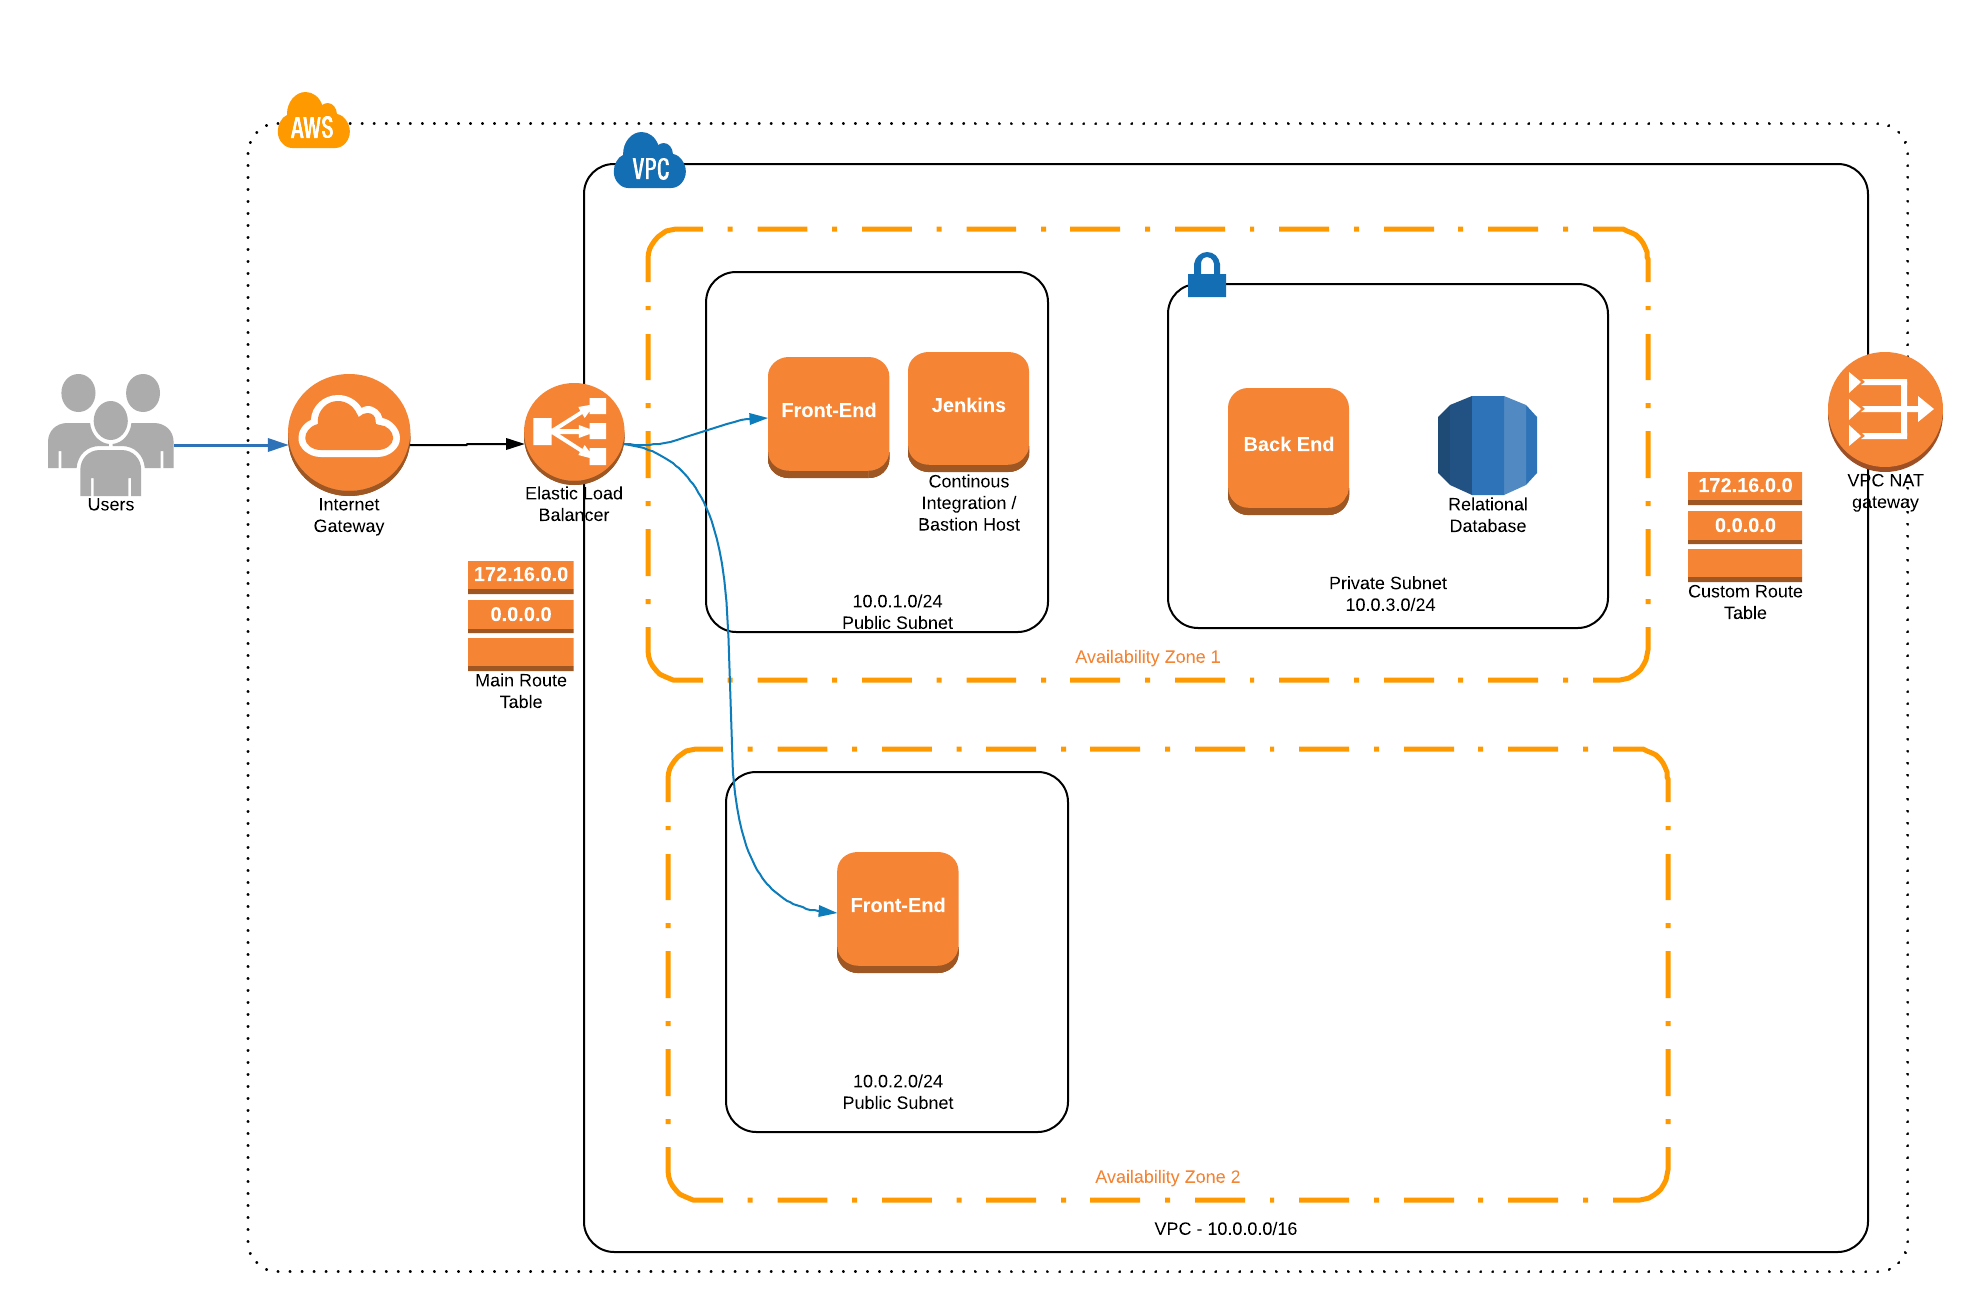 AWS
VPC
Users
Internet
Gateway
Elastic Load
Balancer
172.16.0.0
0.0.0.0
Main Route
Table
Front-End
Jenkins
Continous
Integration /
Bastion Host
10.0.1.0/24
Public Subnet
Back End
Relational
Database
Private Subnet
10.0.3.0/24
Availability Zone 1
172.16.0.0
0.0.0.0
Custom Route
Table
VPC NAT
gateway
Front-End
10.0.2.0/24
Public Subnet
Availability Zone 2
VPC - 10.0.0.0/16